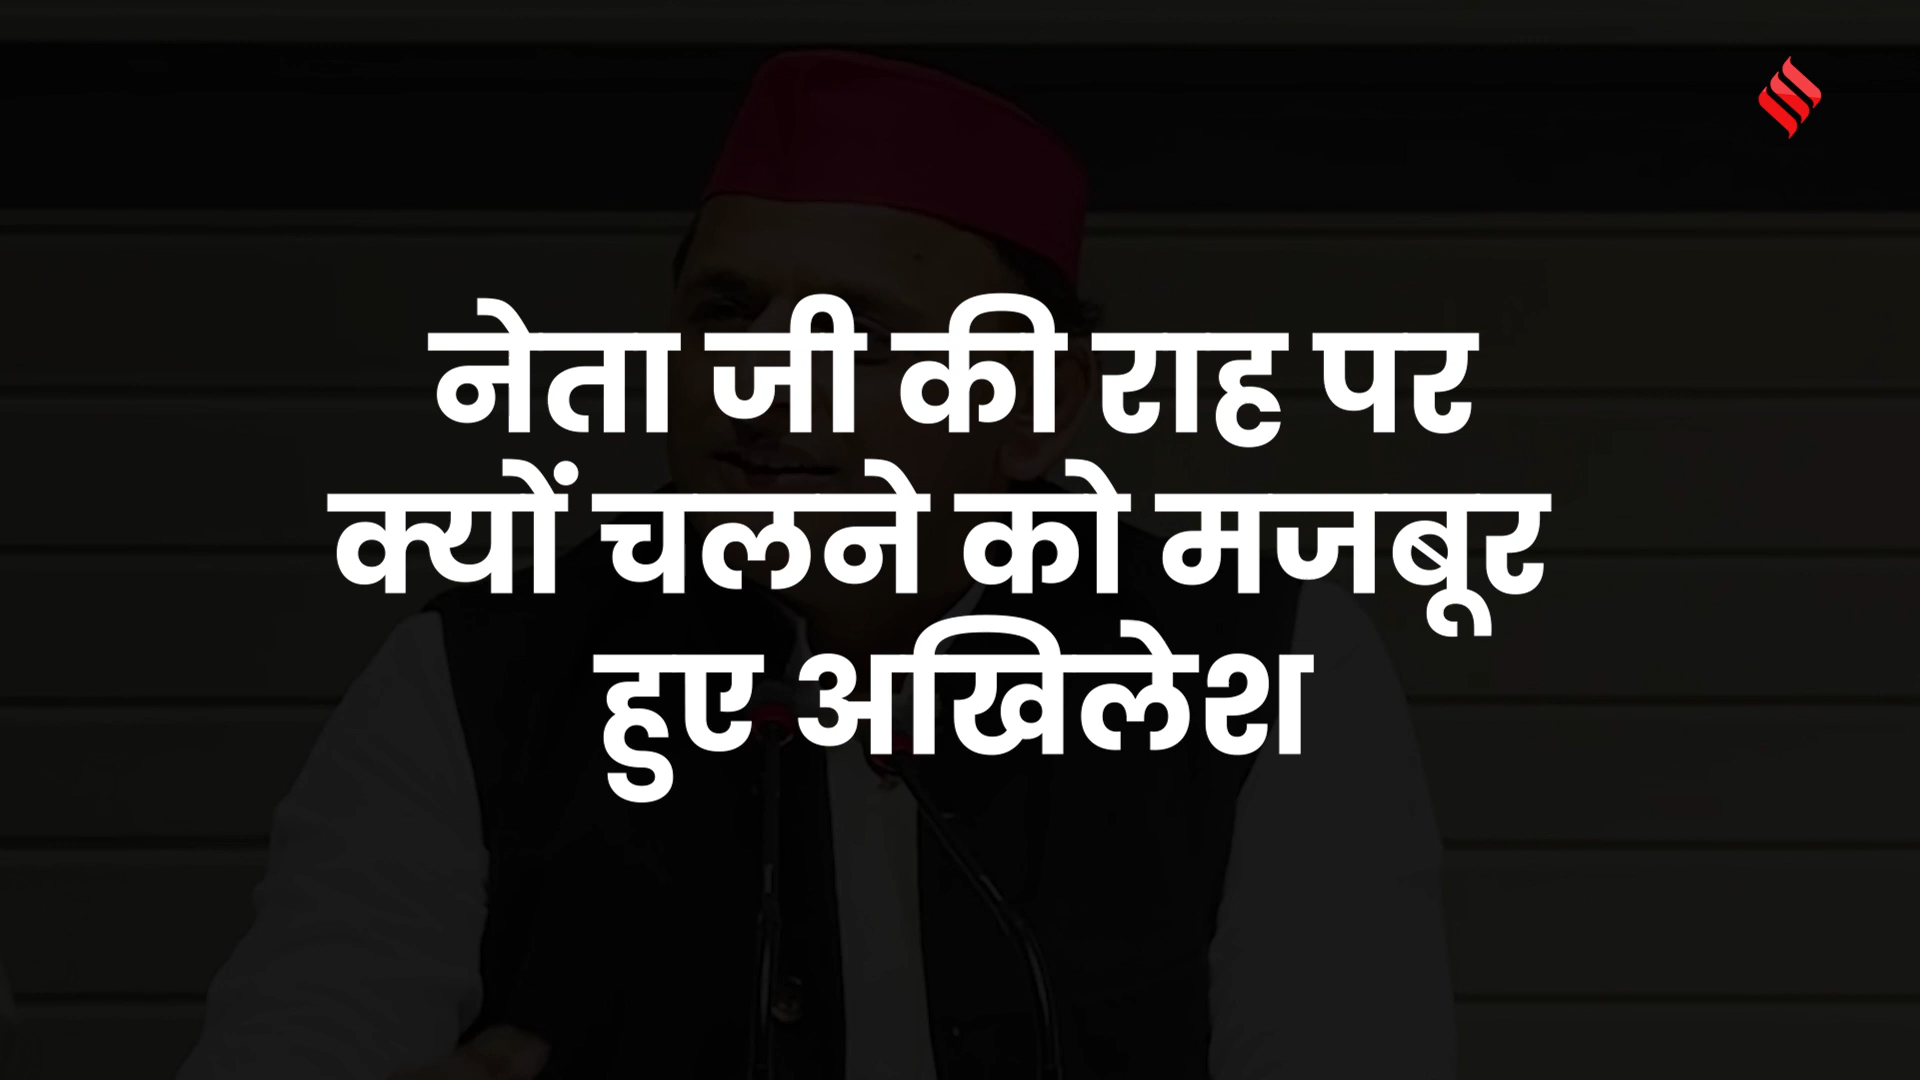 नेता जी की राह पर
क्यों चलने को मजबूर
हुए अखिलेश